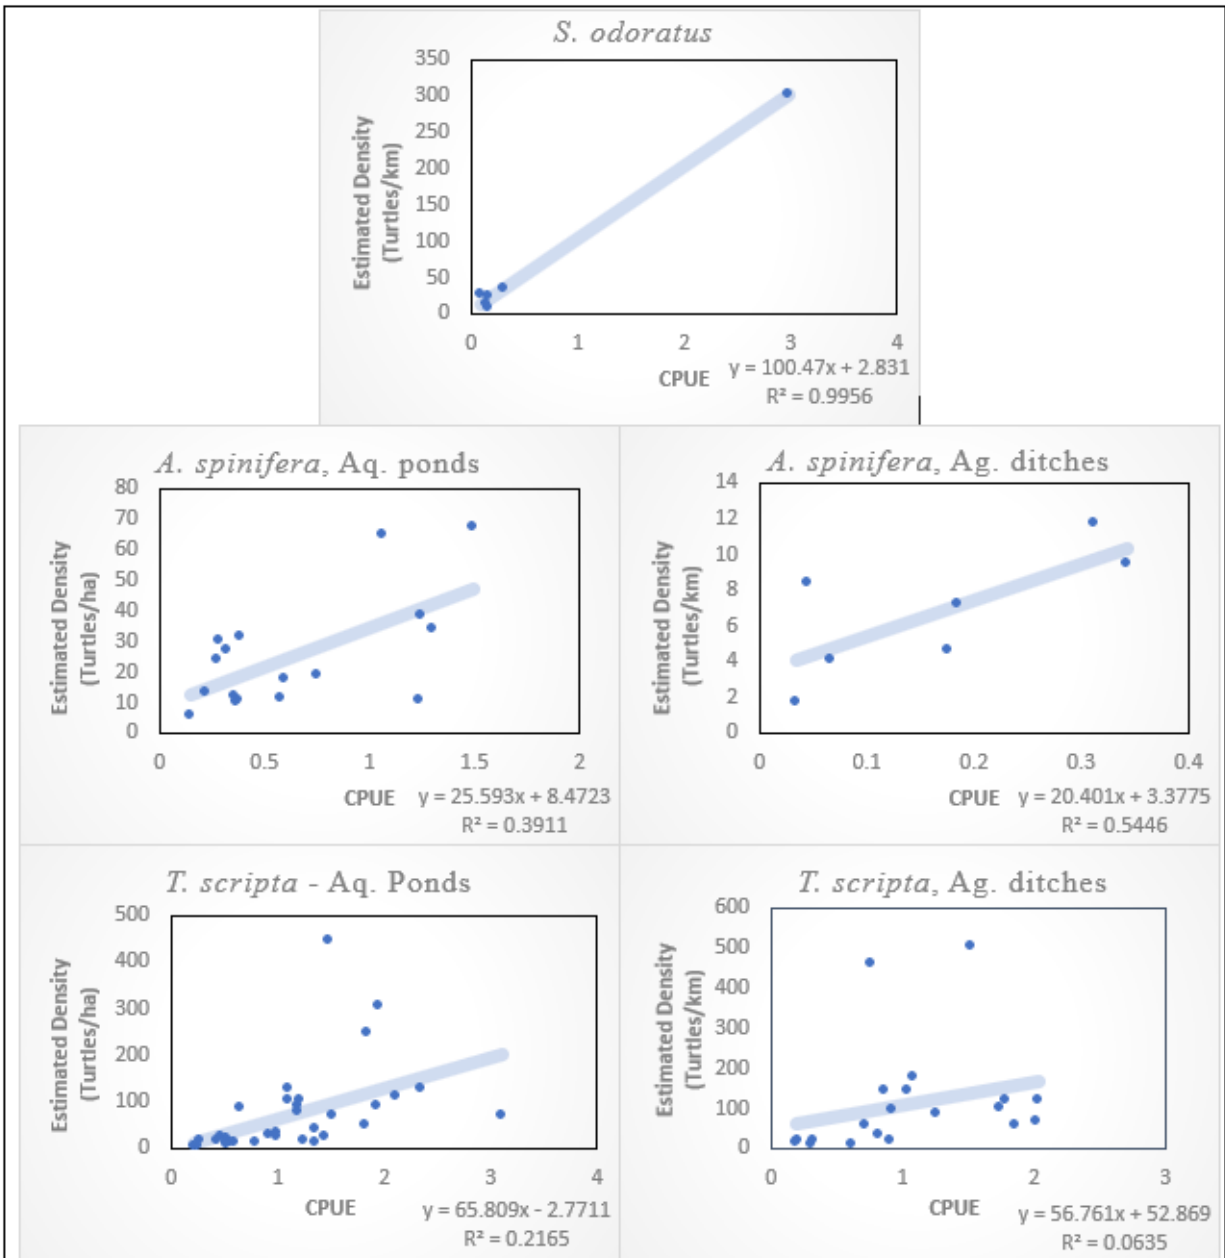 S. odoratus
Estimated Density
(Turtles/km)
350
300
250
200
150
100
50
0
0 1 2 3 4
CPUE
y = 100.47x + 2.831
R² = 0.9956
A. spinifera, Aq. ponds
Estimated Density
(Turtles/ha)
80
70
60
50
40
30
20
10
0
0 0.5 1 1.5 2
CPUE
y = 25.593x + 8.4723
R² = 0.3911
A. spinifera, Ag. ditches
Estimated Density
(Turtles/km)
14
12
10
8
6
4
2
0
0 0.1 0.2 0.3 0.4
CPUE
y = 20.401x + 3.3775
R² = 0.5446
T. scripta - Aq. Ponds
Estimated Density
(Turtles/ha)
500
400
300
200
100
0
0 1 2 3 4
CPUE
y = 65.809x - 2.7711
R² = 0.2165
T. scripta, Ag. ditches
Estimated Density
(Turtles/km)
600
500
400
300
200
100
0
0 1 2 3
CPUE
y = 56.761x + 52.869
R² = 0.0635